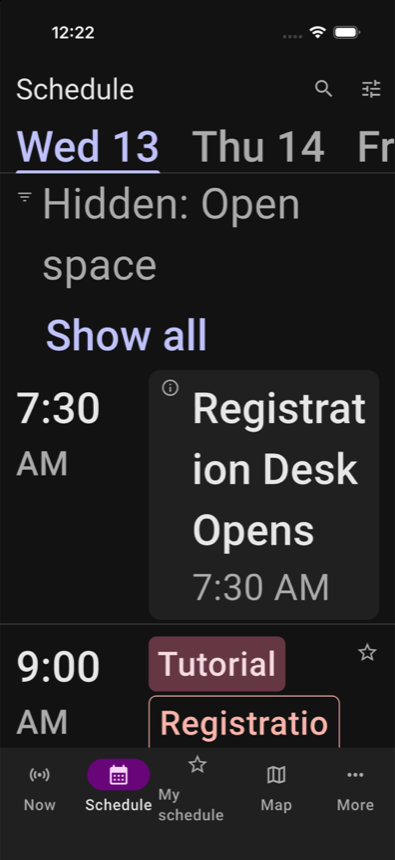 12:22
Schedule
Wed 13 Thu 14 Fr
Hidden: Open
space
Show all
7:30
AM
Registrat
ion Desk
Opens
7:30 AM
9:00
AM
Tutorial
Registratio
Now
Schedule
My
schedule
Map
More